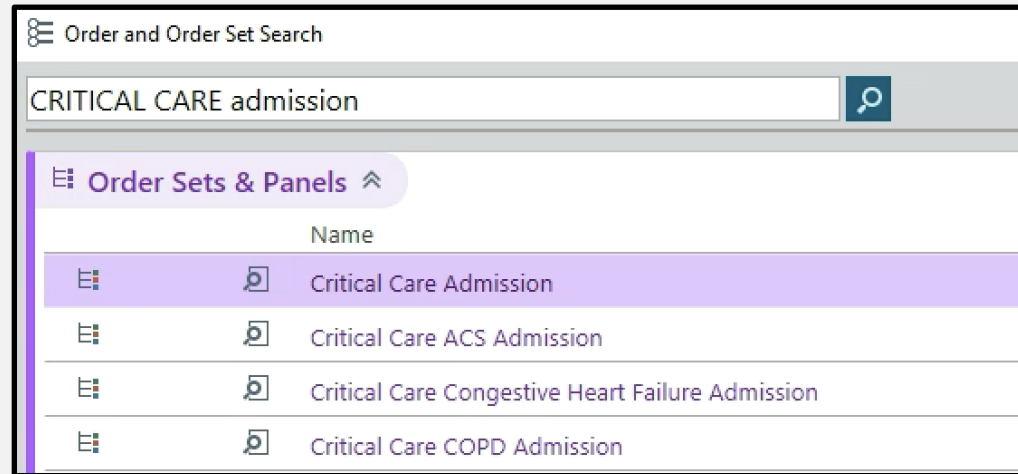 Order and Order Set Search
CRITICAL CARE admission
Order Sets & Panels
Name
Critical Care Admission
Critical Care ACS Admission
Critical Care Congestive Heart Failure Admission
Critical Care COPD Admission